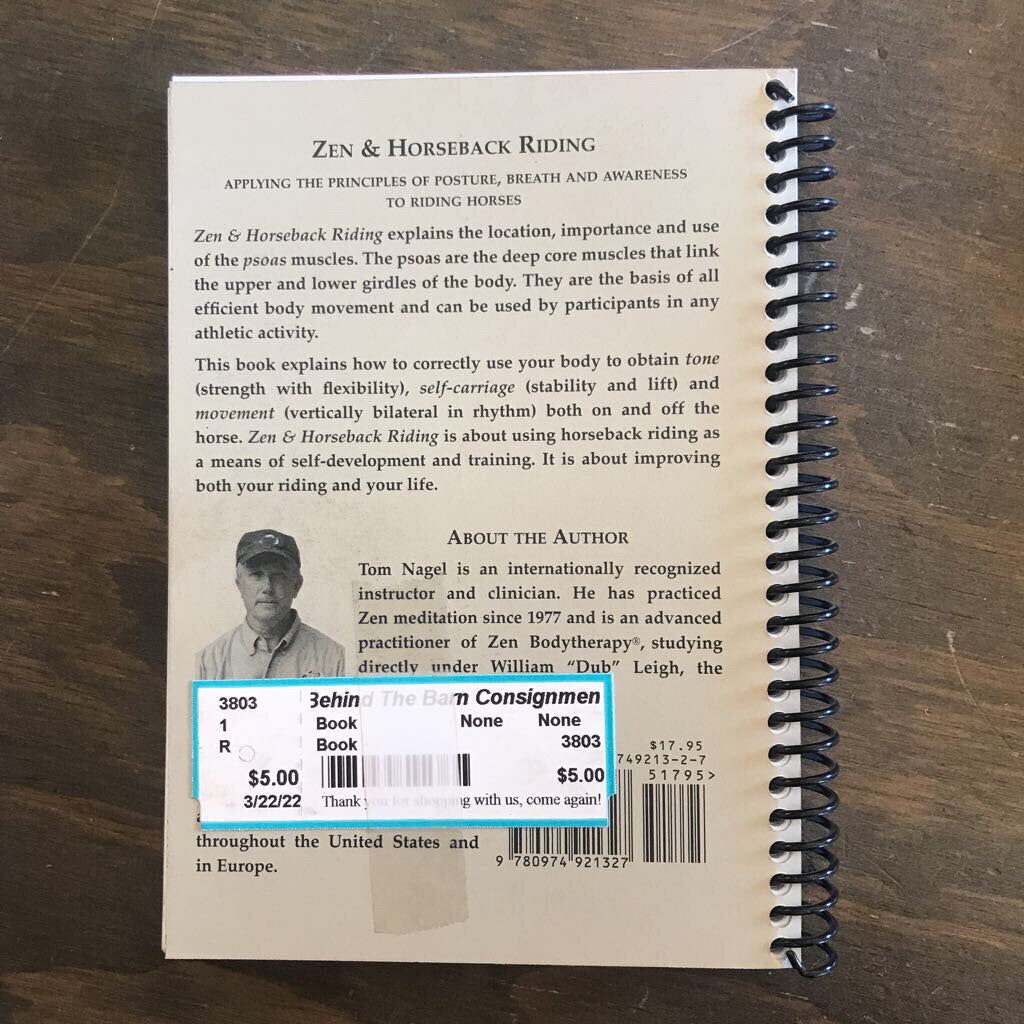 ZEN & HORSEBACK RIDING
APPLYING THE PRINCIPLES OF POSTURE, BREATH AND AWARENESS
TO RIDING HORSES
Zen & Horseback Riding explains the location, importance and use
of the psoas muscles. The psoas are the deep core muscles that link
the upper and lower girdles of the body. They are the basis of all
efficient body movement and can be used by participants in any
athletic activity.
This book explains how to correctly use your body to obtain tone
(strength with flexibility), self-carriage (stability and lift) and
movement (vertically bilateral in rhythm) both on and off the
horse. Zen & Horseback Riding is about using horseback riding as
a means of self-development and training. It is about improving
both your riding and your life.
ABOUT THE AUTHOR
Tom Nagel is an internationally recognized
instructor and clinician. He has practiced
Zen meditation since 1977 and is an advanced
practitioner of Zen Bodytherapy®, studying
directly under William “Dub” Leigh, the
3803 Behind The Barn Consignmen
1 Book None None
R Book 3803
$5.00 $5.00
3/22/22 Thank you for shopping with us, come again!
$17.95
749213-2-7
51795>
9 780974 921327
throughout the United States and
in Europe.